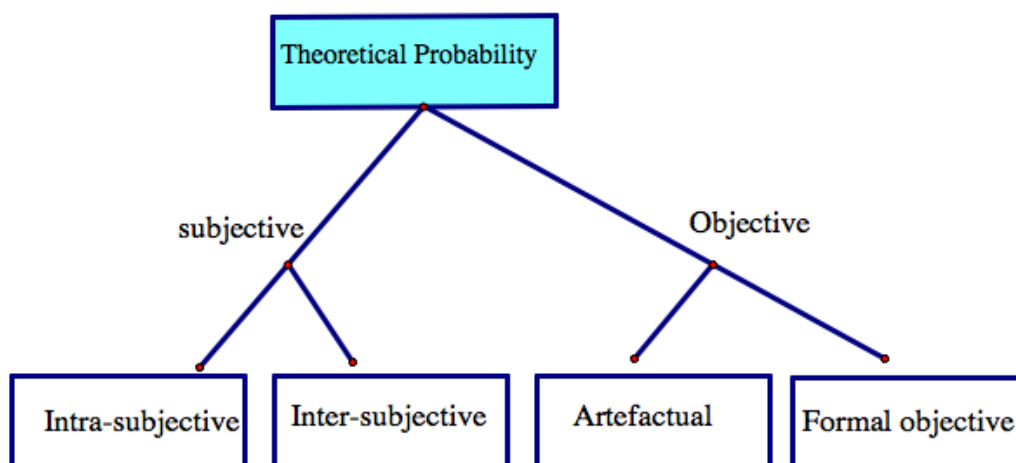 Theoretical Probability
subjective
Objective
Intra-subjective
Inter-subjective
Artefactual
Formal objective